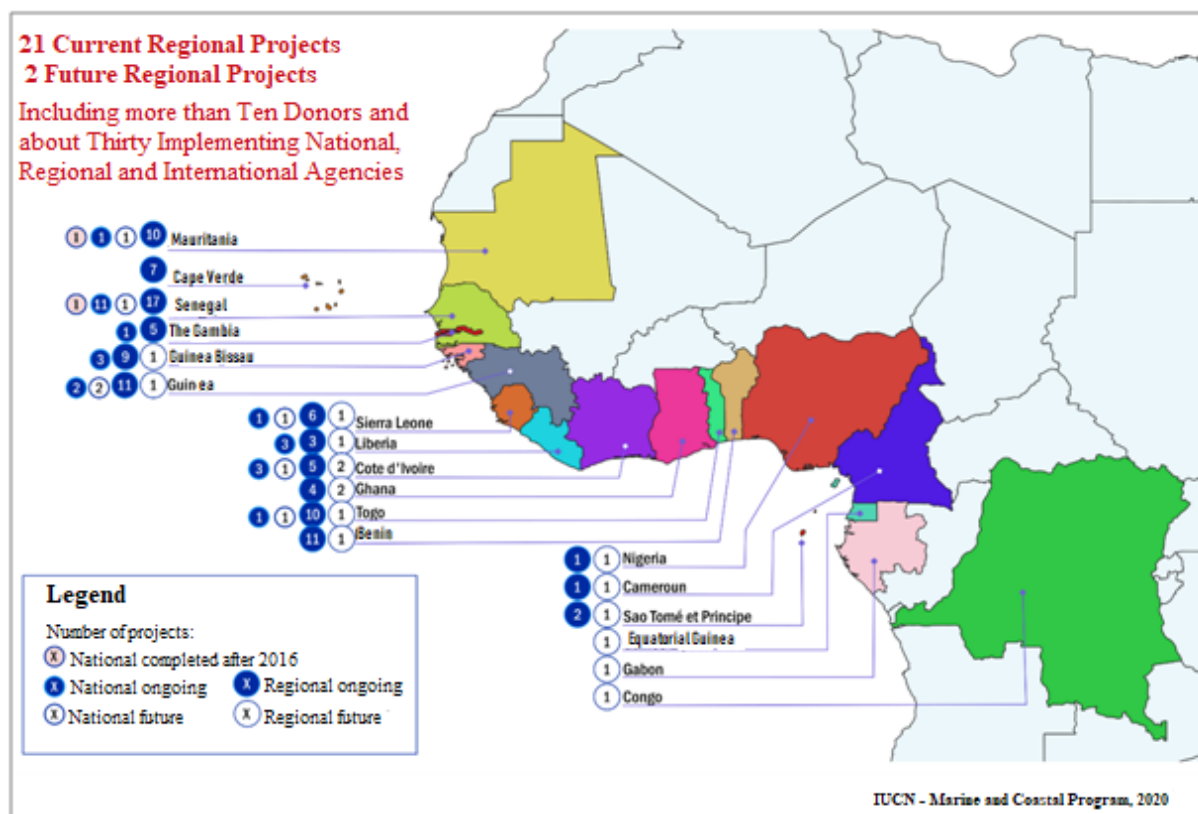 21 Current Regional Projects
2 Future Regional Projects
Including more than Ten Donors and
about Thirty Implementing National,
Regional and International Agencies
1 1 1 10 Mauritania
7 Cape Verde
1 11 1 17 Senegal
1 5 The Gambia
3 9 1 Guinea Bissau
2 2 11 1 Guinea
1 1 6 1 Sierra Leone
3 3 1 Liberia
3 1 5 2 Cote d'Ivoire
4 2 Ghana
1 1 10 1 Togo
11 1 Benin
1 1 Nigeria
1 1 Cameroun
2 1 Sao Tomé et Principe
1 Equatorial Guinea
1 Gabon
1 Congo
Legend
Number of projects:
X National completed after 2016
X National ongoing X Regional ongoing
X National future X Regional future
IUCN - Marine and Coastal Program, 2020